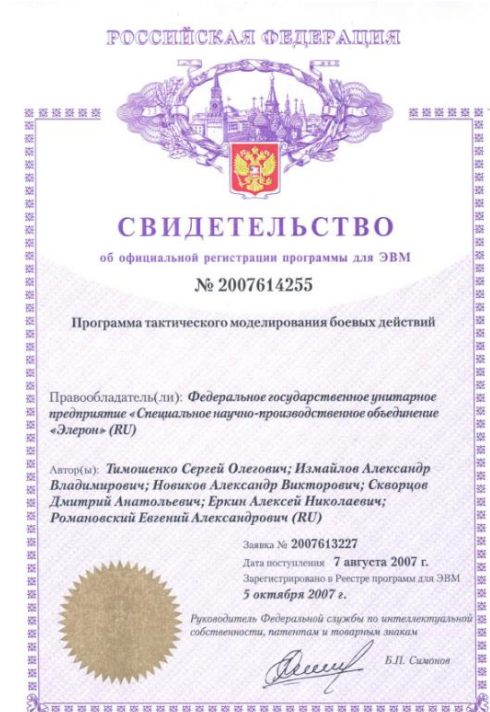 РОССИЙСКАЯ ФЕДЕРАЦИЯ
СВИДЕТЕЛЬСТВО
об официальной регистрации программы для ЭВМ
№ 2007614255
Программа тактического моделирования боевых действий
Правообладатель(ли): Федеральное государственное унитарное
предприятие «Специальное научно-производственное объединение
«Элерон» (RU)
Автор(ы): Тимошенко Сергей Олегович; Измайлов Александр
Владимирович; Новиков Александр Викторович; Скворцов
Дмитрий Анатольевич; Еркин Алексей Николаевич;
Романовский Евгений Александрович (RU)
Заявка № 2007613227
Дата поступления 7 августа 2007 г.
Зарегистрировано в Реестре программ для ЭВМ
5 октября 2007 г.
Руководитель Федеральной службы по интеллектуальной
собственности, патентам и товарным знакам
Б.П. Симонов